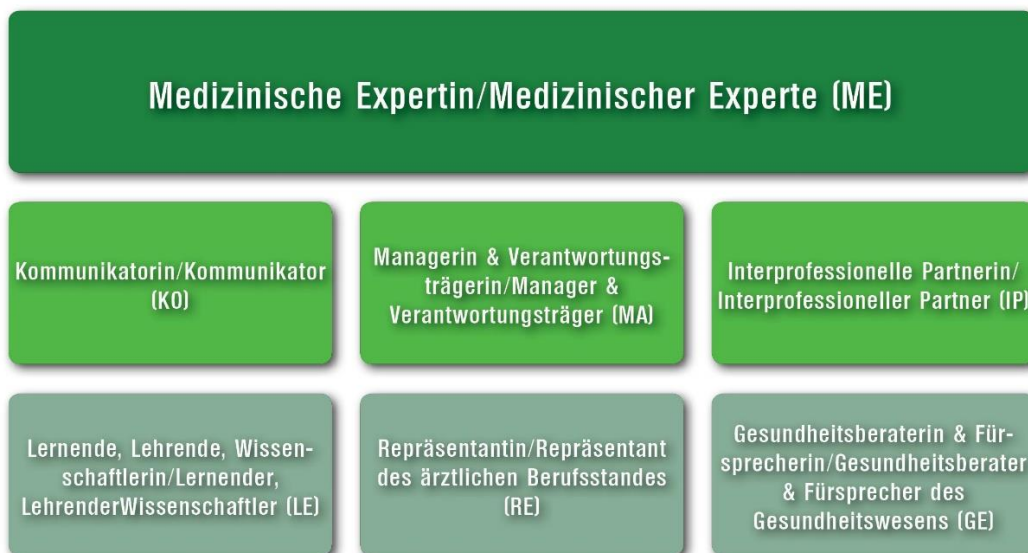 Medizinische Expertin/Medizinischer Experte (ME)
Kommunikatorin/Kommunikator
(KO)
Managerin & Verantwortungs-
trägerin/Manager &
Verantwortungsträger (MA)
Interprofessionelle Partnerin/
Interprofessioneller Partner (IP)
Lernende, Lehrende, Wissen-
schaftlerin/Lernender,
LehrenderWissenschaftler (LE)
Repräsentantin/Repräsentant
des ärztlichen Berufsstandes
(RE)
Gesundheitsberaterin & Für-
sprecherin/Gesundheitsberater
& Fürsprecher des
Gesundheitswesens (GE)